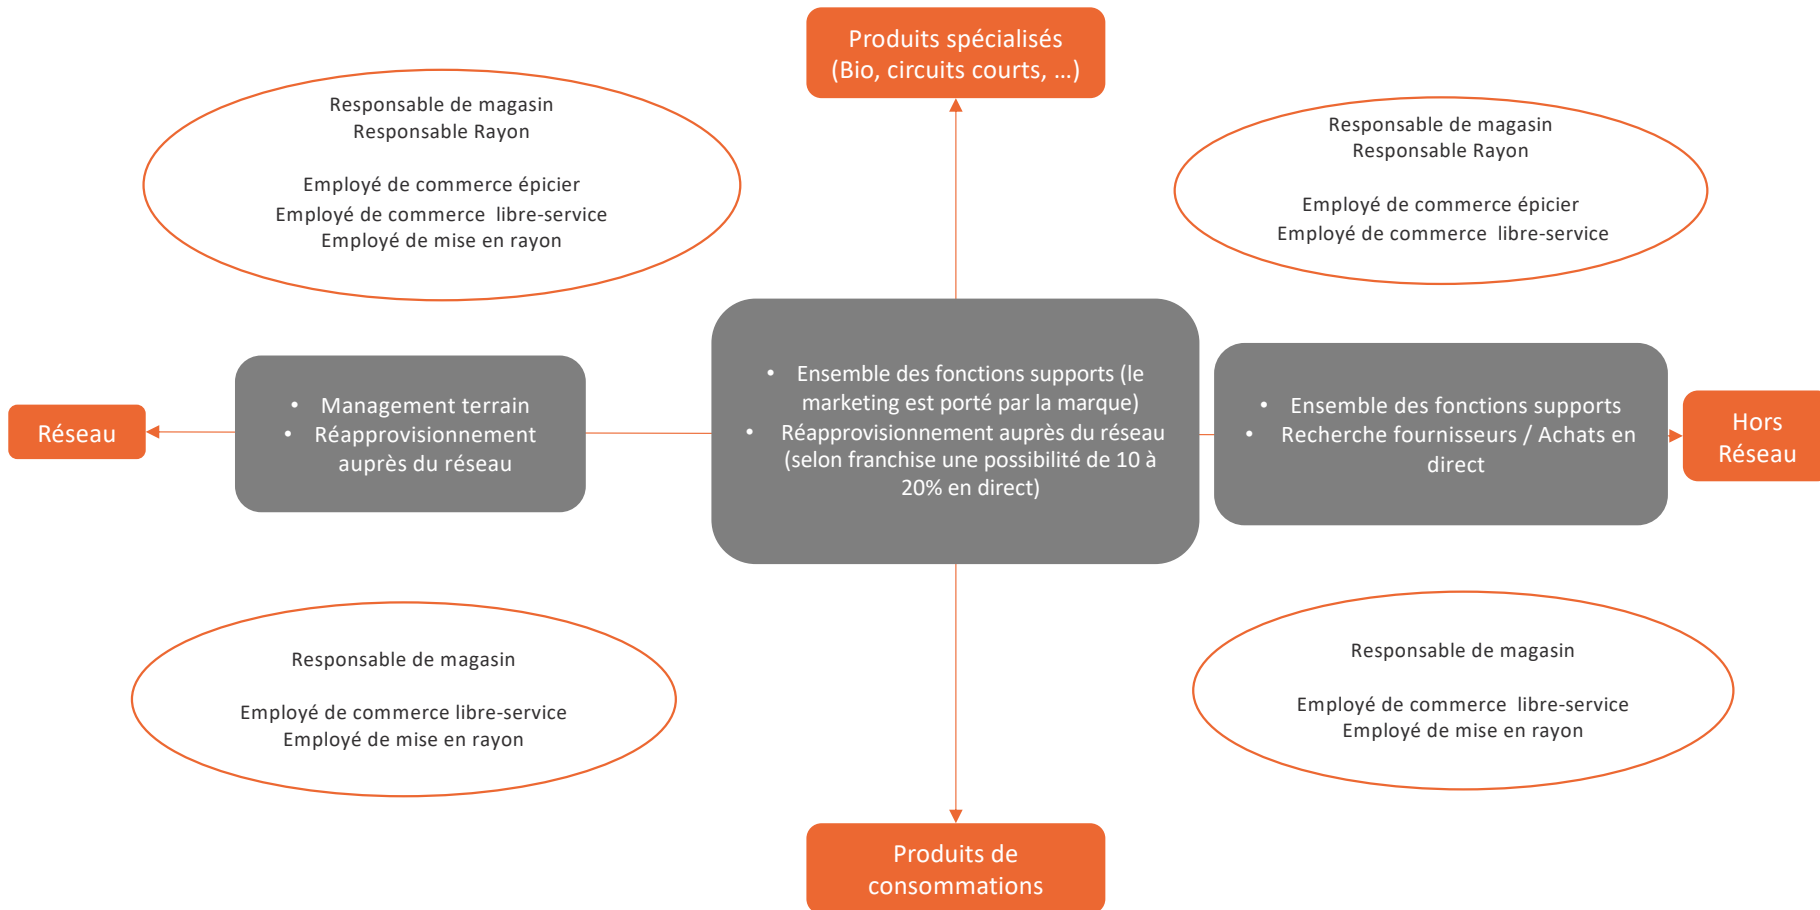 Produits spécialisés
(Bio, circuits courts, ...)
Responsable de magasin
Responsable Rayon
Employé de commerce épicier
Employé de commerce libre-service
Employé de mise en rayon
Responsable de magasin
Responsable Rayon
Employé de commerce épicier
Employé de commerce libre-service
Réseau
• Management terrain
• Réapprovisionnement
auprès du réseau
• Ensemble des fonctions supports (le
marketing est porté par la marque)
• Réapprovisionnement auprès du réseau
(selon franchise une possibilité de 10 à
20% en direct)
• Ensemble des fonctions supports
• Recherche fournisseurs / Achats en
direct
Hors
Réseau
Responsable de magasin
Employé de commerce libre-service
Employé de mise en rayon
Responsable de magasin
Employé de commerce libre-service
Employé de mise en rayon
Produits de
consommations